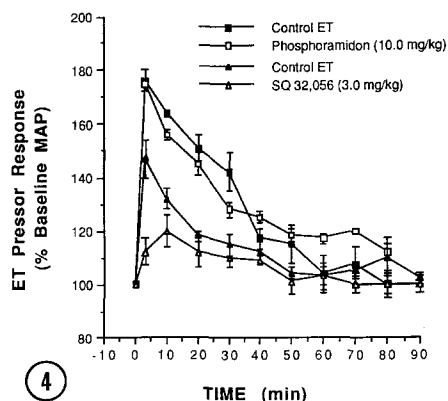 Control ET
Phosphoramidon (10.0 mg/kg)
Control ET
SQ 32,056 (3.0 mg/kg)
ET Pressor Response
(% Baseline MAP)
200
180
160
140
120
100
80
-10 0 10 20 30 40 50 60 70 80 90
TIME (min)
4